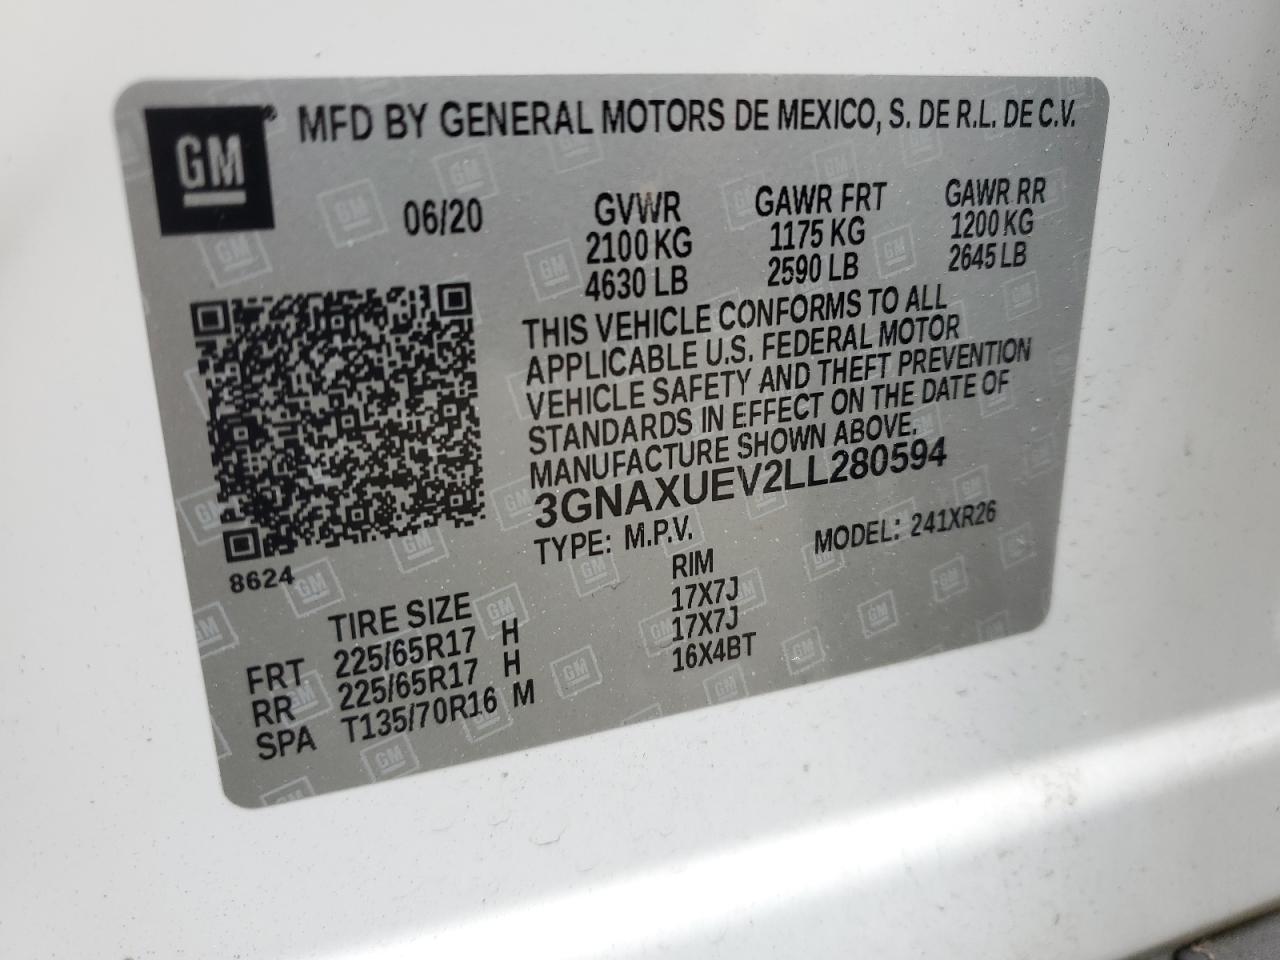 GM ® MFD BY GENERAL MOTORS DE MEXICO, S. DE R.L. DE C.V.
06/20 GVWR GAWR FRT GAWR RR
2100 KG 1175 KG 1200 KG
4630 LB 2590 LB 2645 LB
THIS VEHICLE CONFORMS TO ALL
APPLICABLE U.S. FEDERAL MOTOR
VEHICLE SAFETY AND THEFT PREVENTION
STANDARDS IN EFFECT ON THE DATE OF
MANUFACTURE SHOWN ABOVE.
3GNAXUEV2LL280594
TYPE: M.P.V. MODEL: 241XR26
8624
TIRE SIZE RIM
FRT 225/65R17 H 17X7J
RR 225/65R17 H 17X7J
SPA T135/70R16 M 16X4BT